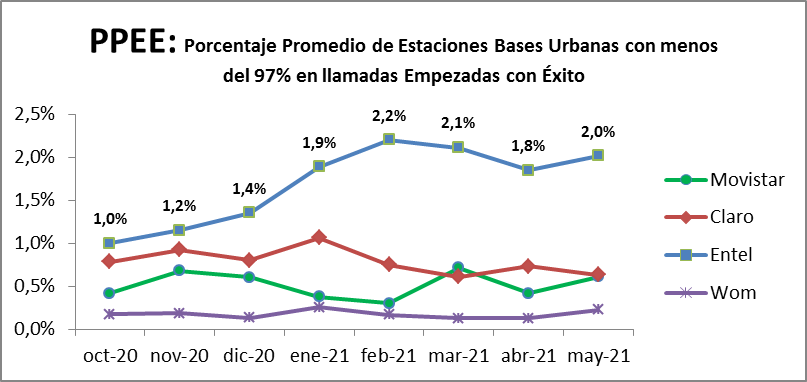 PPEE: Porcentaje Promedio de Estaciones Bases Urbanas con menos
del 97% en llamadas Empezadas con Éxito
2,5%
2,0%
1,5%
1,0%
0,5%
0,0%
1,0%
1,2%
1,4%
1,9%
2,2%
2,1%
1,8%
2,0%
oct-20 nov-20 dic-20 ene-21 feb-21 mar-21 abr-21 may-21
Movistar
Claro
Entel
Wom